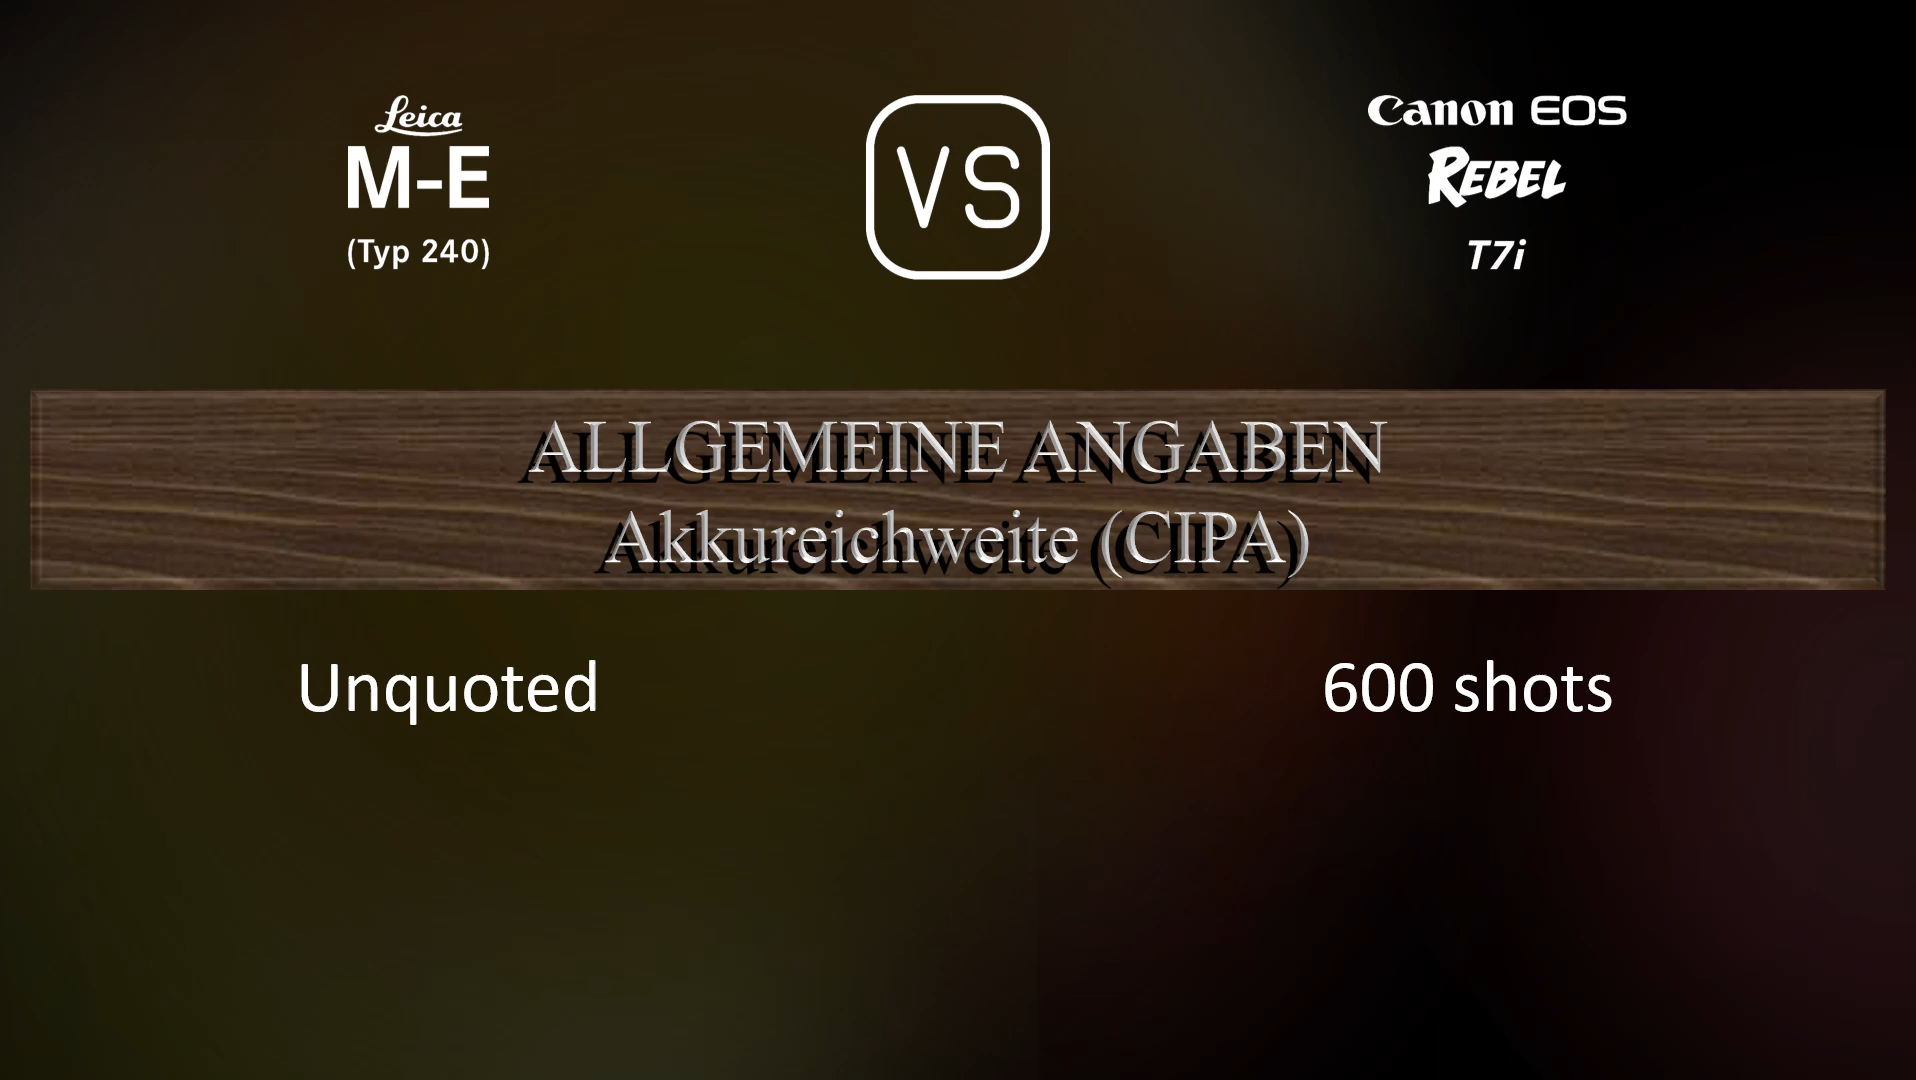 Leica
M-E
(Typ 240)
VS
Canon EOS
REBEL
T7i
ALLGEMEINE ANGABEN
Akkureichweite (CIPA)
Unquoted
600 shots